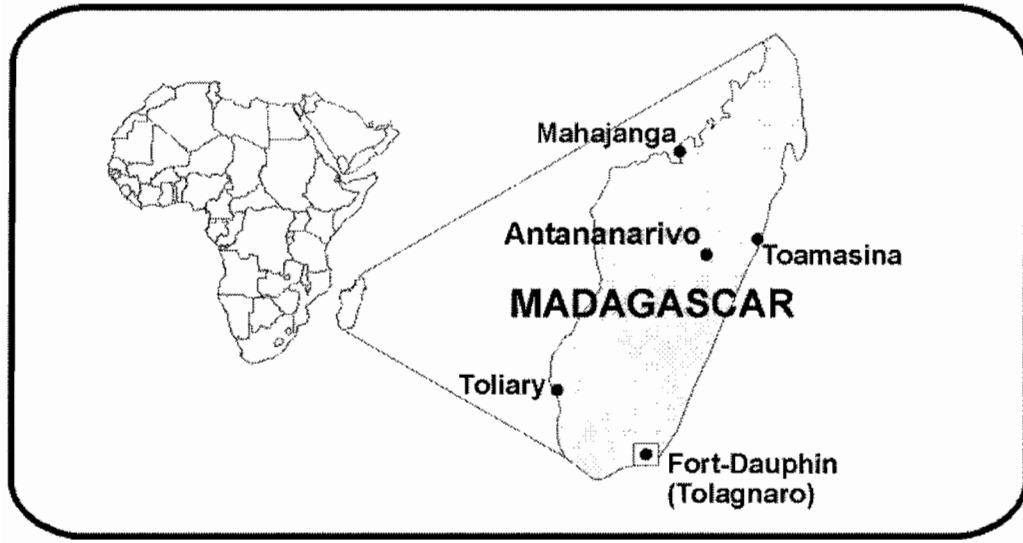 Mahajanga
Antananarivo
Toamasina
MADAGASCAR
Toliary
Fort-Dauphin
(Tolagnaro)